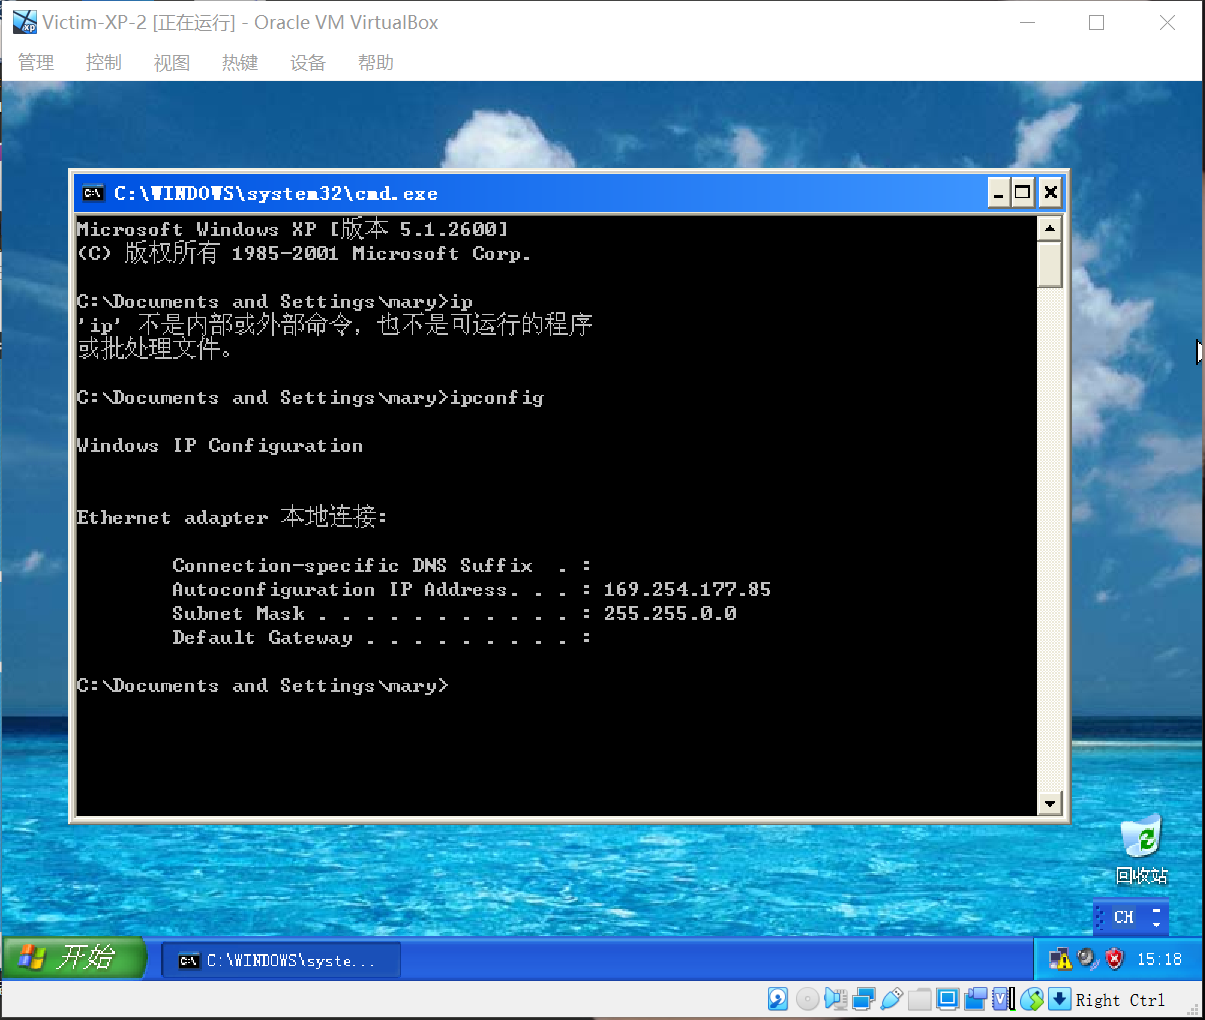 Victim-XP-2 [正在运行] - Oracle VM VirtualBox
管理 控制 视图 热键 设备 帮助
C:\WINDOWS\system32\cmd.exe
Microsoft Windows XP [版本 5.1.2600]
(C) 版权所有 1985-2001 Microsoft Corp.
C:\Documents and Settings\mary>ip
'ip' 不是内部或外部命令，也不是可运行的程序
或批处理文件。
C:\Documents and Settings\mary>ipconfig
Windows IP Configuration
Ethernet adapter 本地连接:
Connection-specific DNS Suffix  . :
Autoconfiguration IP Address. . . : 169.254.177.85
Subnet Mask . . . . . . . . . . . : 255.255.0.0
Default Gateway . . . . . . . . . :
C:\Documents and Settings\mary>
回收站
CH
开始 C:\WINDOWS\syste... 15:18
Right Ctrl